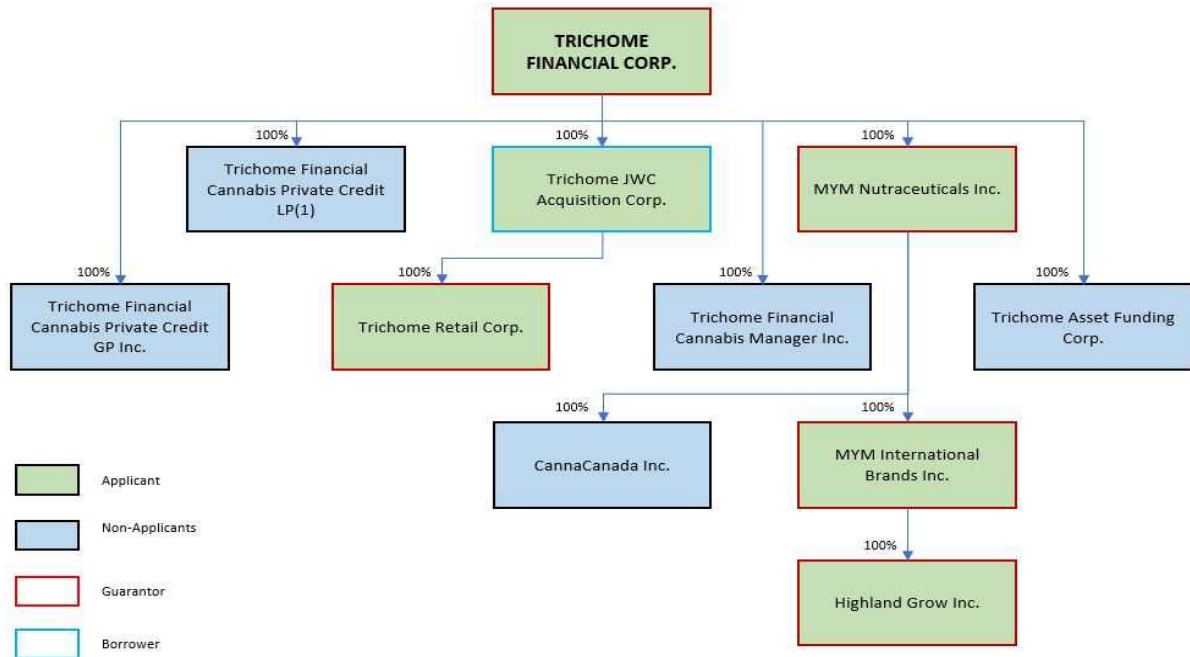 TRICHOME
FINANCIAL CORP.
100%
100%
100%
100%
Trichome Financial
Cannabis Private Credit
LP(1)
Trichome JWC
Acquisition Corp.
MYM Nutraceuticals Inc.
100%
100%
100%
100%
Trichome Financial
Cannabis Private Credit
GP Inc.
Trichome Retail Corp.
Trichome Financial
Cannabis Manager Inc.
Trichome Asset Funding
Corp.
100%
100%
CannaCanada Inc.
MYM International
Brands Inc.
100%
Highland Grow Inc.
Applicant
Non-Applicants
Guarantor
Borrower